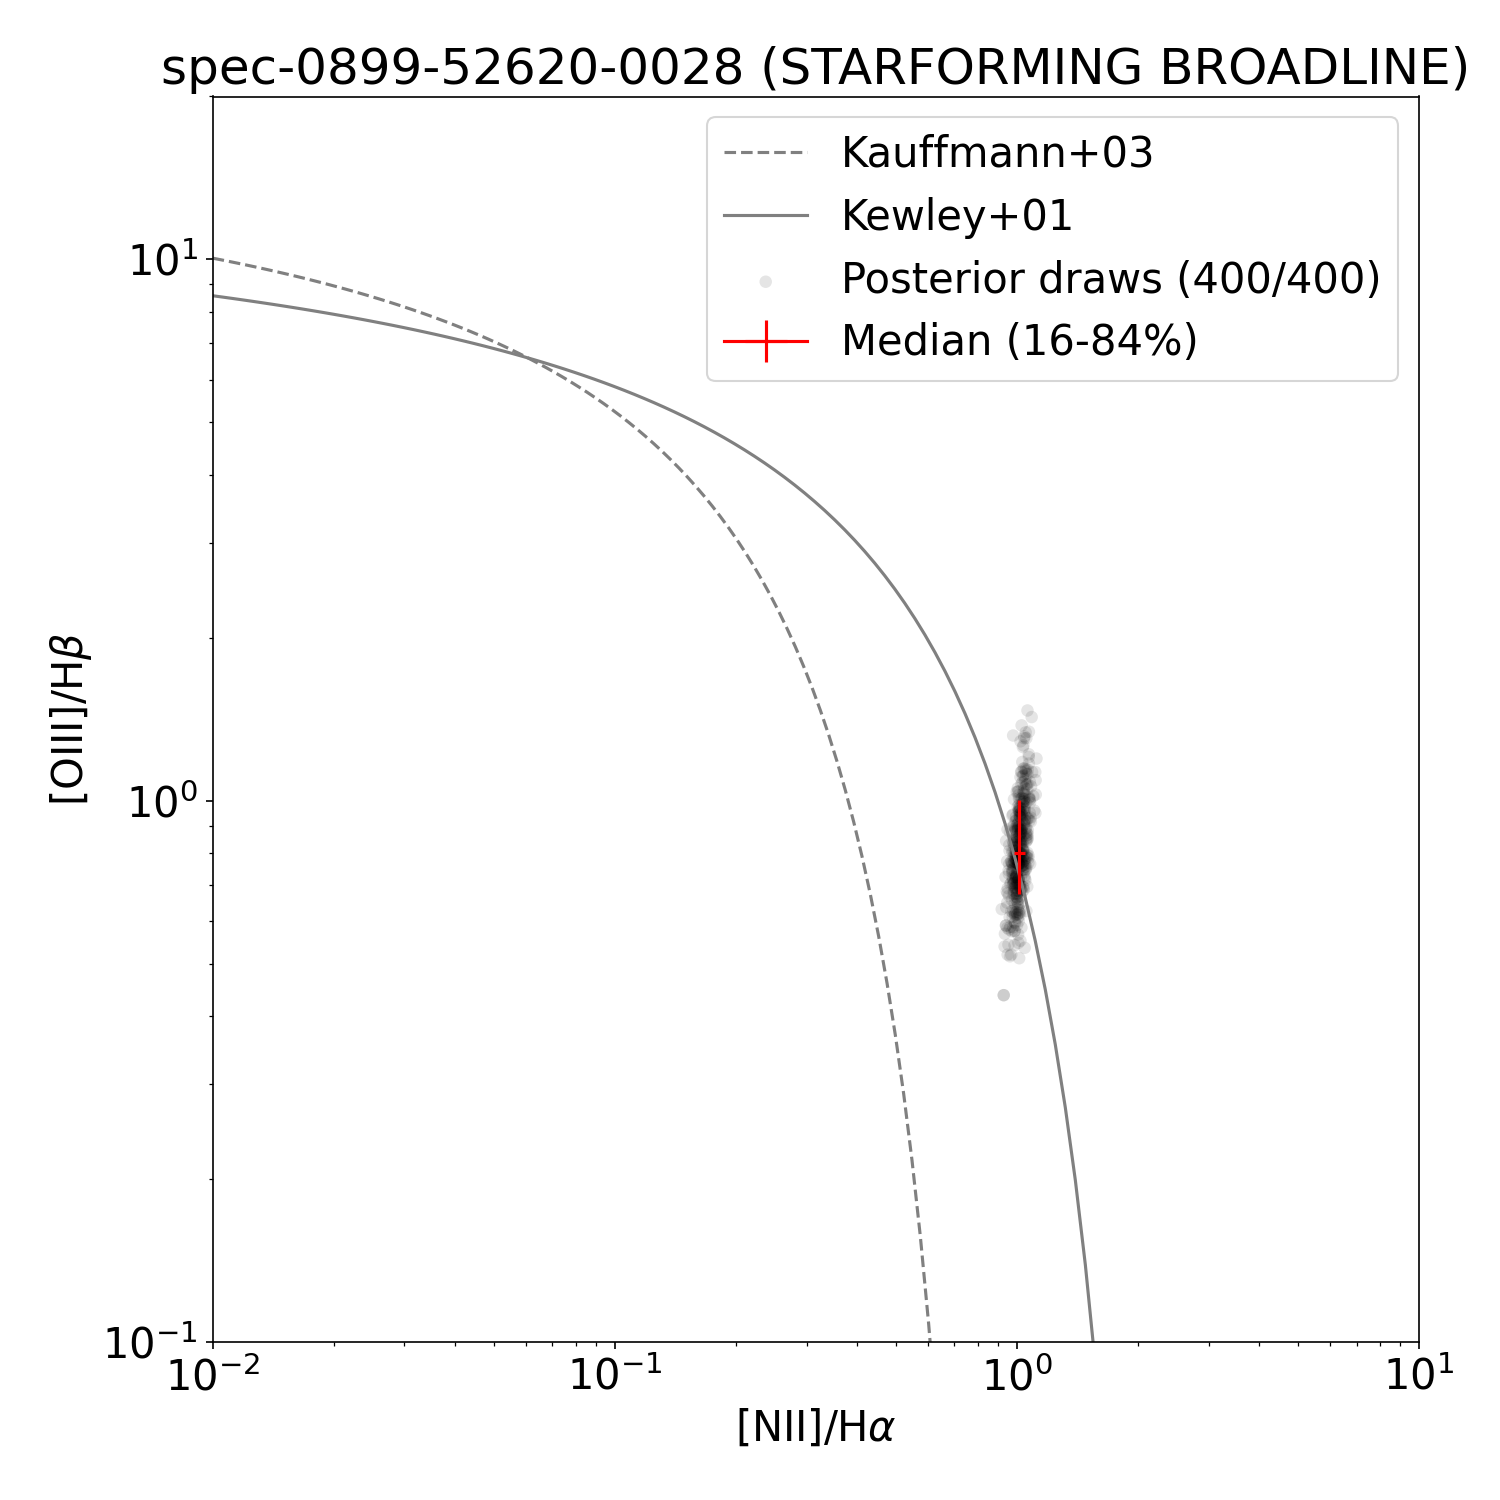 spec-0899-52620-0028 (STARFORMING BROADLINE)
Kauffmann+03
Kewley+01
Posterior draws (400/400)
Median (16-84%)
10¹
10⁰
10⁻¹
[OIII]/Hβ
10⁻² 10⁻¹ 10⁰ 10¹
[NII]/Hα